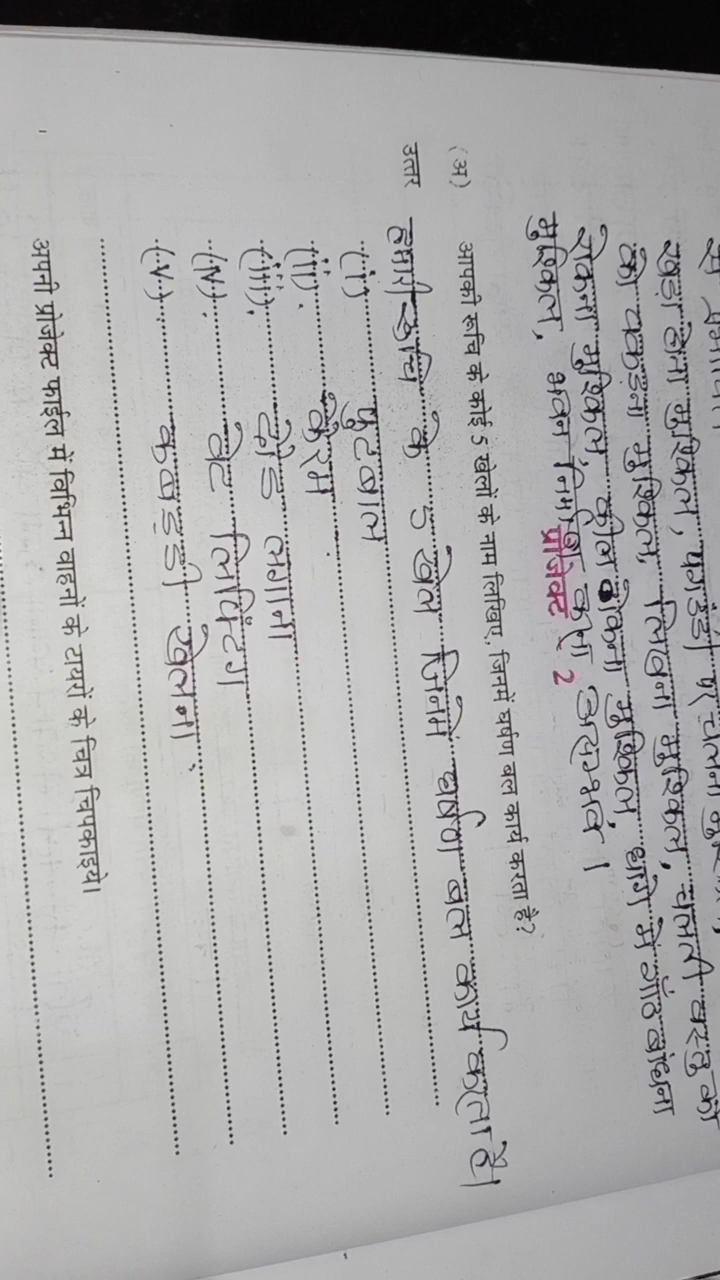 खड़ा होना मुश्किल, पगडंडी पर चलना
को पकड़ना मुश्किल, लिखना मुश्किल, चलती वस्तु को
रोकना मुश्किल, कील ठोकना मुश्किल, धागे में गाँठ बांधना
मुश्किल, भवन निर्माण करना असम्भव।
प्रोजेक्ट - 2
(अ) आपकी रूचि के कोई 5 खेलों के नाम लिखिए, जिनमें घर्षण बल कार्य करता है?
उत्तर हमारी रुचि के 5 खेल जिनमें घर्षण बल कार्य करता है।
(i) फुटबाल
(ii) कैरम
(iii) दौड लगाना
(iv) वेट लिफ्टिंग
(v) कबड्डी खेलना
अपनी प्रोजेक्ट फाईल में विभिन्न वाहनों के टायरों के चित्र चिपकाइये।